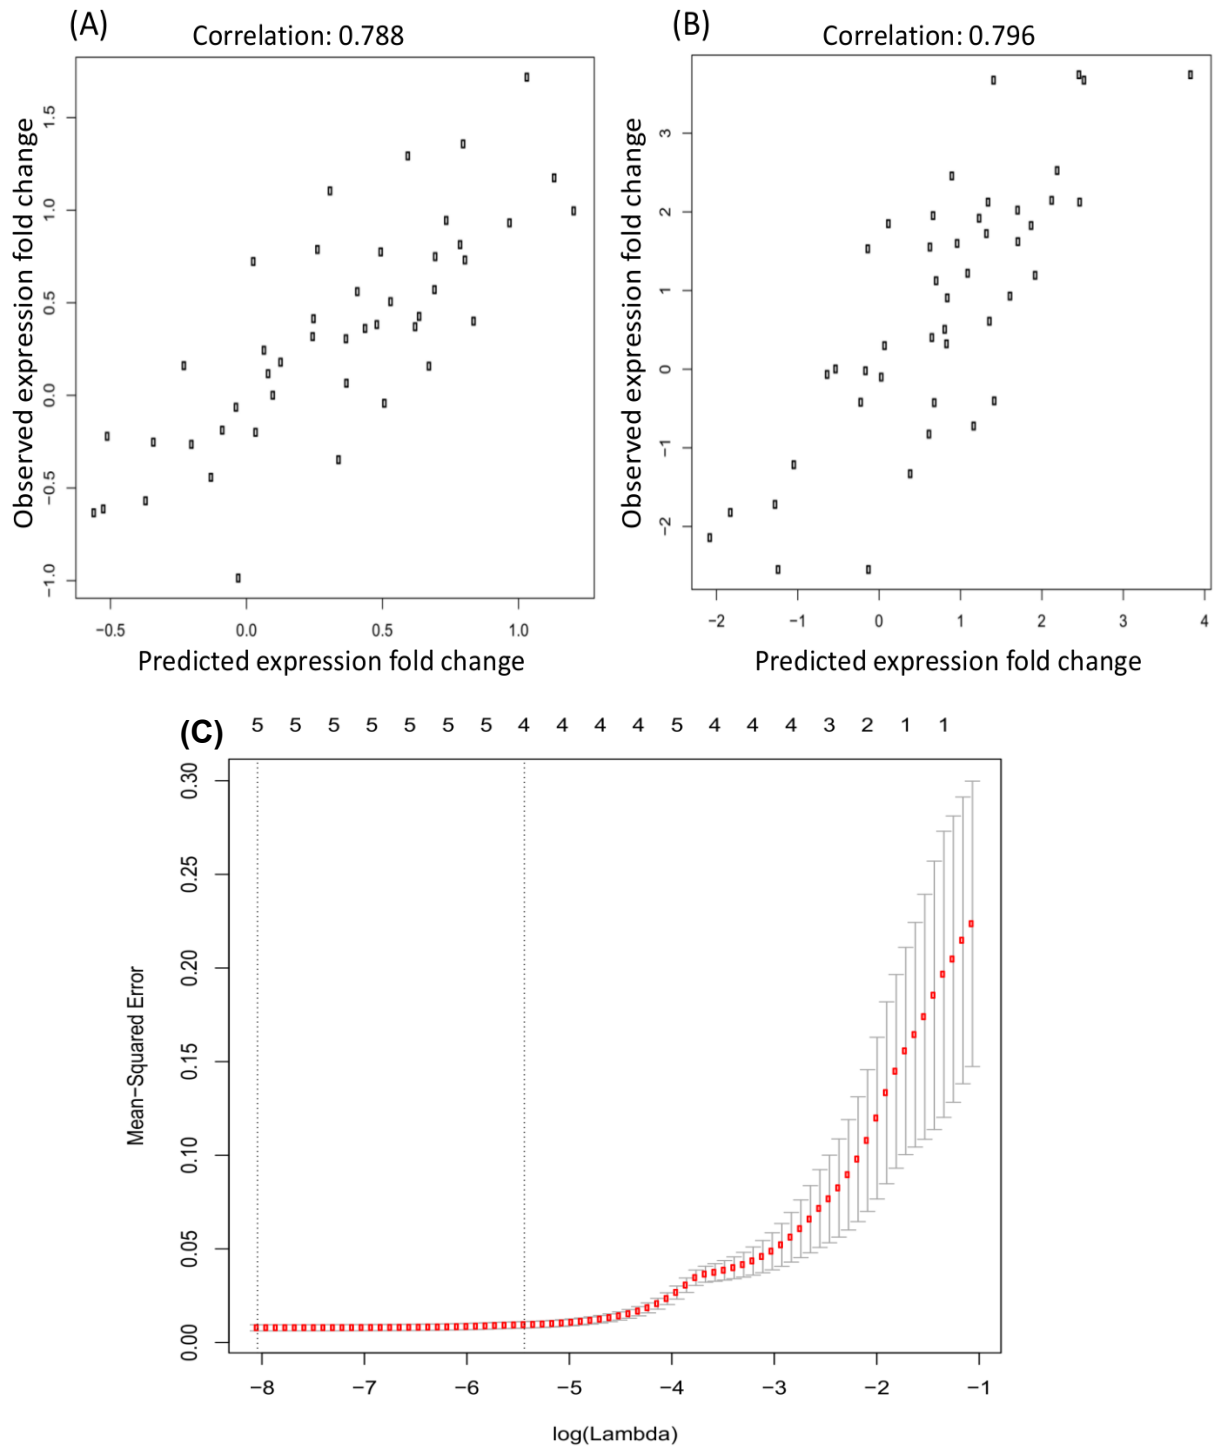 (A)
Correlation: 0.788
Observed expression fold change
1.5
1.0
0.5
0.0
−0.5
−1.0
−0.5 0.0 0.5 1.0
Predicted expression fold change
(B)
Correlation: 0.796
Observed expression fold change
3
2
1
0
−1
−2
−2 −1 0 1 2 3 4
Predicted expression fold change
(C)
5 5 5 5 5 5 5 4 4 4 4 5 4 4 4 3 2 1 1
Mean−Squared Error
0.30
0.25
0.20
0.15
0.10
0.05
0.00
−8 −7 −6 −5 −4 −3 −2 −1
log(Lambda)